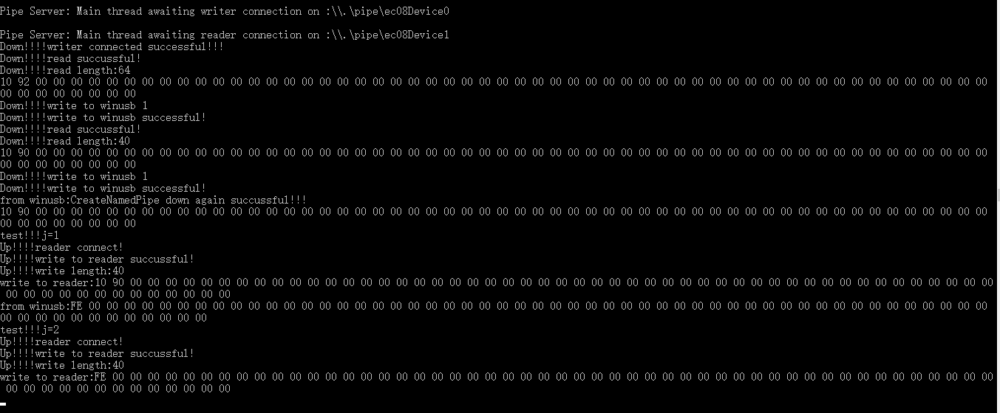 Pipe Server: Main thread awaiting writer connection on :\\.\pipe\ec08Device0
Pipe Server: Main thread awaiting reader connection on :\\.\pipe\ec08Device1
Down!!!!writer connected successful!!!
Down!!!!read succussful!
Down!!!!read length:64
10 92 00 00 00 00 00 00 00 00 00 00 00 00 00 00 00 00 00 00 00 00 00 00 00 00 00 00 00 00 00 00 00 00 00 00 00 00 00 00 00 00 00 00 00 00 00 00 00 00 00 00 00 00 00 00
00 00 00 00 00 00 00 00
Down!!!!write to winusb 1
Down!!!!write to winusb successful!
Down!!!!read succussful!
Down!!!!read length:40
10 90 00 00 00 00 00 00 00 00 00 00 00 00 00 00 00 00 00 00 00 00 00 00 00 00 00 00 00 00 00 00 00 00 00 00 00 00 00 00 00 00 00 00 00 00 00 00 00 00 00 00 00 00 00 00
00 00 00 00 00 00 00 00
Down!!!!write to winusb 1
Down!!!!write to winusb successful!
from winusb:CreateNamedPipe down again succussful!!!
10 90 00 00 00 00 00 00 00 00 00 00 00 00 00 00 00 00 00 00 00 00 00 00 00 00 00 00 00 00 00 00 00 00 00 00 00 00 00 00 00 00 00 00 00 00 00 00 00 00 00 00 00 00 00 00
00 00 00 00 00 00 00 00
test!!!j=1
Up!!!!reader connect!
Up!!!!write to reader succussful!
Up!!!!write length:40
write to reader:10 90 00 00 00 00 00 00 00 00 00 00 00 00 00 00 00 00 00 00 00 00 00 00 00 00 00 00 00 00 00 00 00 00 00 00 00 00 00 00 00 00 00 00 00 00 00 00 00 00 00
00 00 00 00 00 00 00 00 00 00 00 00 00
from winusb:FE 00 00 00 00 00 00 00 00 00 00 00 00 00 00 00 00 00 00 00 00 00 00 00 00 00 00 00 00 00 00 00 00 00 00 00 00 00 00 00 00 00 00 00 00 00 00 00 00 00 00 00
00 00 00 00 00 00 00 00 00 00 00 00
test!!!j=2
Up!!!!reader connect!
Up!!!!write to reader succussful!
Up!!!!write length:40
write to reader:FE 00 00 00 00 00 00 00 00 00 00 00 00 00 00 00 00 00 00 00 00 00 00 00 00 00 00 00 00 00 00 00 00 00 00 00 00 00 00 00 00 00 00 00 00 00 00 00 00 00 00
00 00 00 00 00 00 00 00 00 00 00 00 00